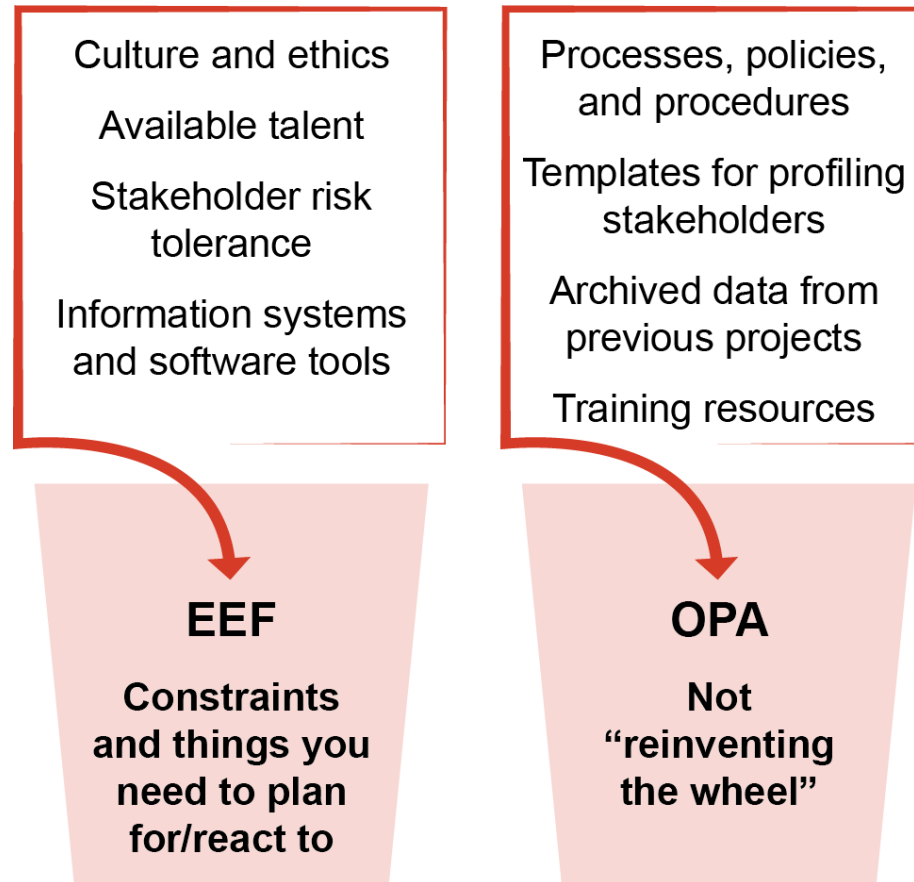 Culture and ethics
Available talent
Stakeholder risk
tolerance
Information systems
and software tools
EEF
Constraints
and things you
need to plan
for/react to
Processes, policies,
and procedures
Templates for profiling
stakeholders
Archived data from
previous projects
Training resources
OPA
Not
“reinventing
the wheel”